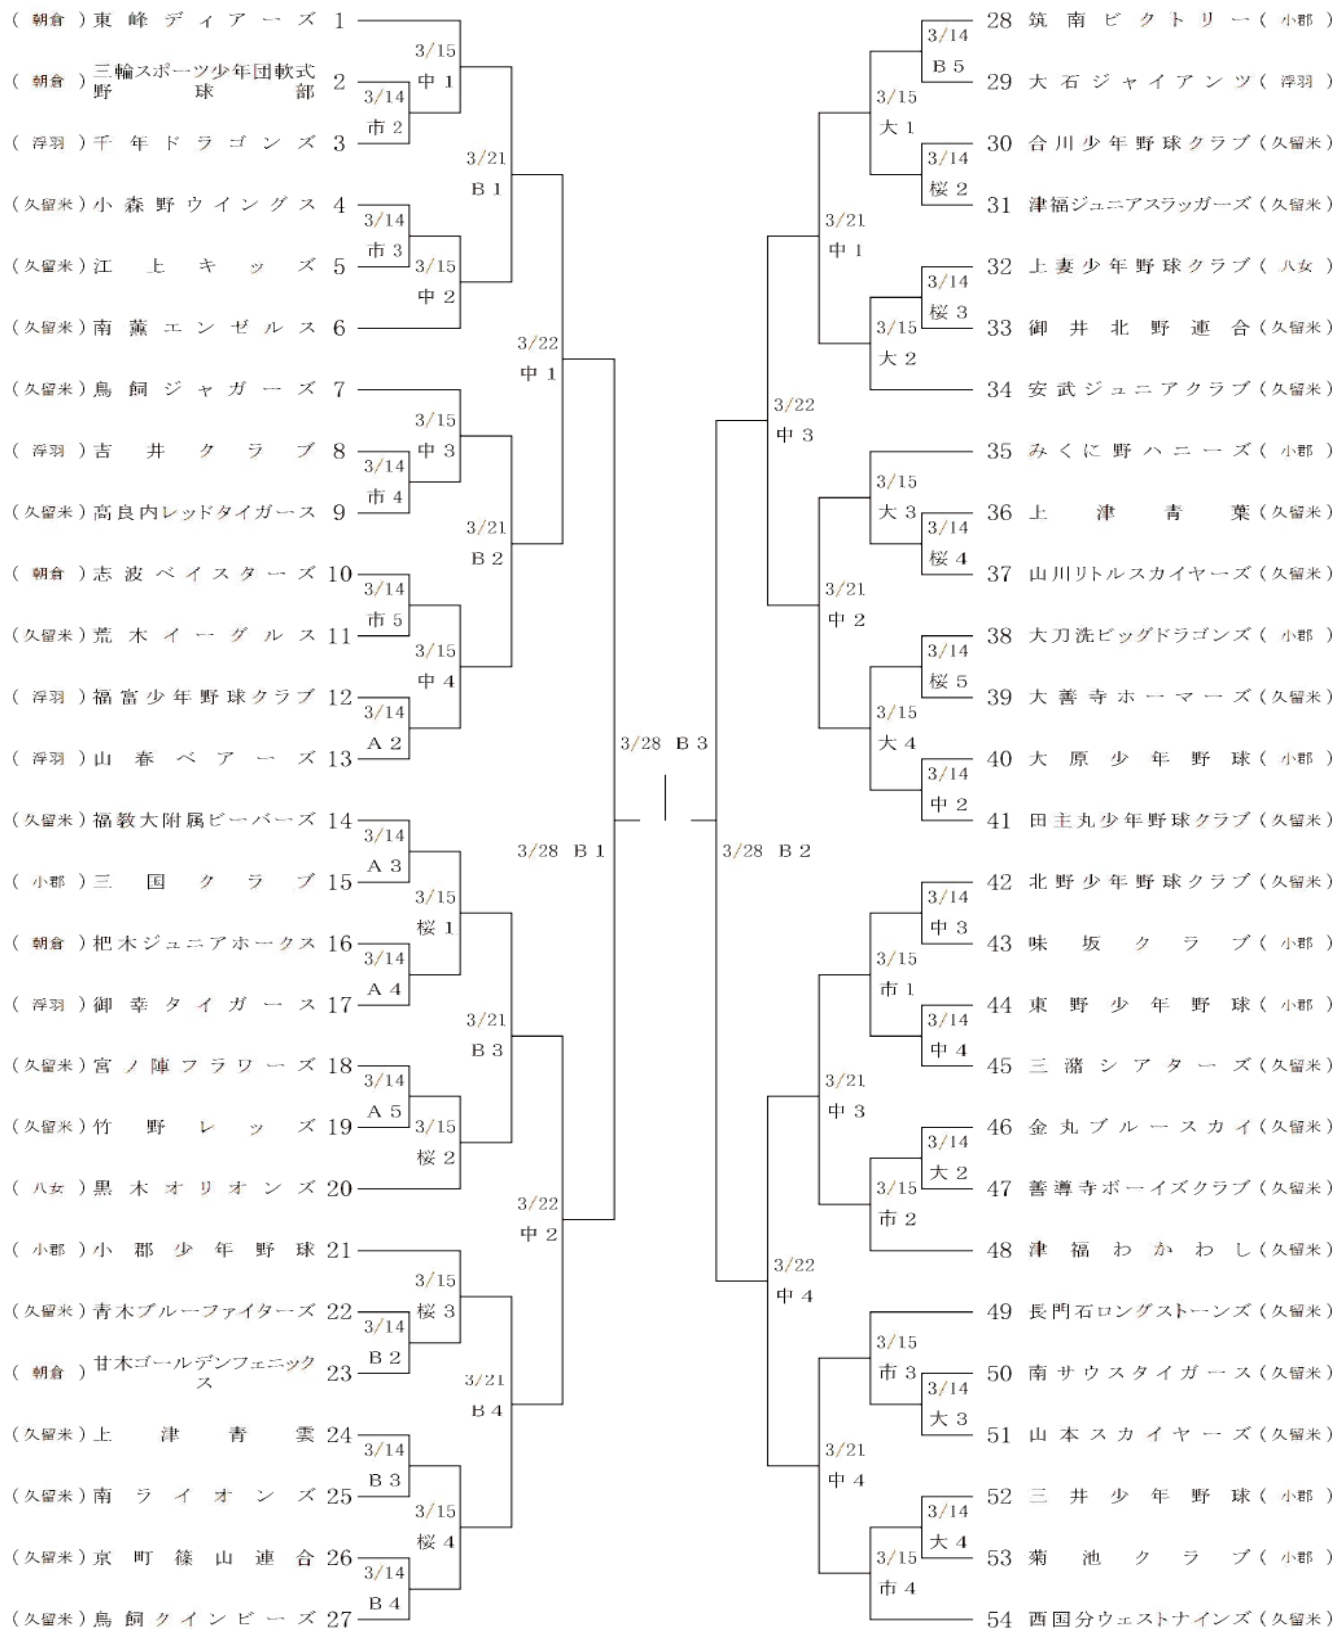 (朝倉)東峰ディアーズ 1
(朝倉)三輪スポーツ少年団軟式野球部 2
(浮羽)千年ドラゴンズ 3
(久留米)小森野ウイングス 4
(久留米)江上キッズ 5
(久留米)南薫エンゼルス 6
(久留米)鳥飼ジャガーズ 7
(浮羽)吉井クラブ 8
(久留米)高良内レッドタイガース 9
(朝倉)志波ベイスターズ 10
(久留米)荒木イーグルス 11
(浮羽)福富少年野球クラブ 12
(浮羽)山春ベアーズ 13
(久留米)福教大附属ビーバーズ 14
(小郡)三国クラブ 15
(朝倉)杷木ジュニアホークス 16
(浮羽)御幸タイガース 17
(久留米)宮ノ陣フラワーズ 18
(久留米)竹野レッズ 19
(八女)黒木オリオンズ 20
(小郡)小郡少年野球 21
(久留米)青木ブルーファイターズ 22
(朝倉)甘木ゴールデンフェニックス 23
(久留米)上津青雲 24
(久留米)南ライオンズ 25
(久留米)京町篠山連合 26
(久留米)鳥飼クインビーズ 27
3/14 市2
3/14 市3
3/14 市4
3/14 市5
3/14 A2
3/14 A3
3/14 A4
3/14 A5
3/14 B2
3/14 B3
3/14 B4
3/15 中1
3/15 中2
3/15 中3
3/15 中4
3/15 桜1
3/15 桜2
3/15 桜3
3/15 桜4
3/21 B1
3/21 B2
3/21 B3
3/21 B4
3/22 中1
3/22 中2
3/28 B1
3/28 B3
3/28 B2
3/22 中3
3/22 中4
3/21 中1
3/21 中2
3/21 中3
3/21 中4
3/15 大1
3/15 大2
3/15 大3
3/15 大4
3/15 市1
3/15 市2
3/15 市3
3/15 市4
3/14 B5
3/14 桜2
3/14 桜3
3/14 桜4
3/14 桜5
3/14 中2
3/14 中3
3/14 中4
3/14 大2
3/14 大3
3/14 大4
28 筑南ビクトリー(小郡)
29 大石ジャイアンツ(浮羽)
30 合川少年野球クラブ(久留米)
31 津福ジュニアスラッガーズ(久留米)
32 上妻少年野球クラブ(八女)
33 御井北野連合(久留米)
34 安武ジュニアクラブ(久留米)
35 みくに野ハニーズ(小郡)
36 上津青葉(久留米)
37 山川リトルスカイヤーズ(久留米)
38 大刀洗ビッグドラゴンズ(小郡)
39 大善寺ホーマーズ(久留米)
40 大原少年野球(小郡)
41 田主丸少年野球クラブ(久留米)
42 北野少年野球クラブ(久留米)
43 味坂クラブ(小郡)
44 東野少年野球(小郡)
45 三潴シアターズ(久留米)
46 金丸ブルースカイ(久留米)
47 善導寺ボーイズクラブ(久留米)
48 津福わかわし(久留米)
49 長門石ロングストーンズ(久留米)
50 南サウスタイガース(久留米)
51 山本スカイヤーズ(久留米)
52 三井少年野球(小郡)
53 菊池クラブ(小郡)
54 西国分ウェストナインズ(久留米)